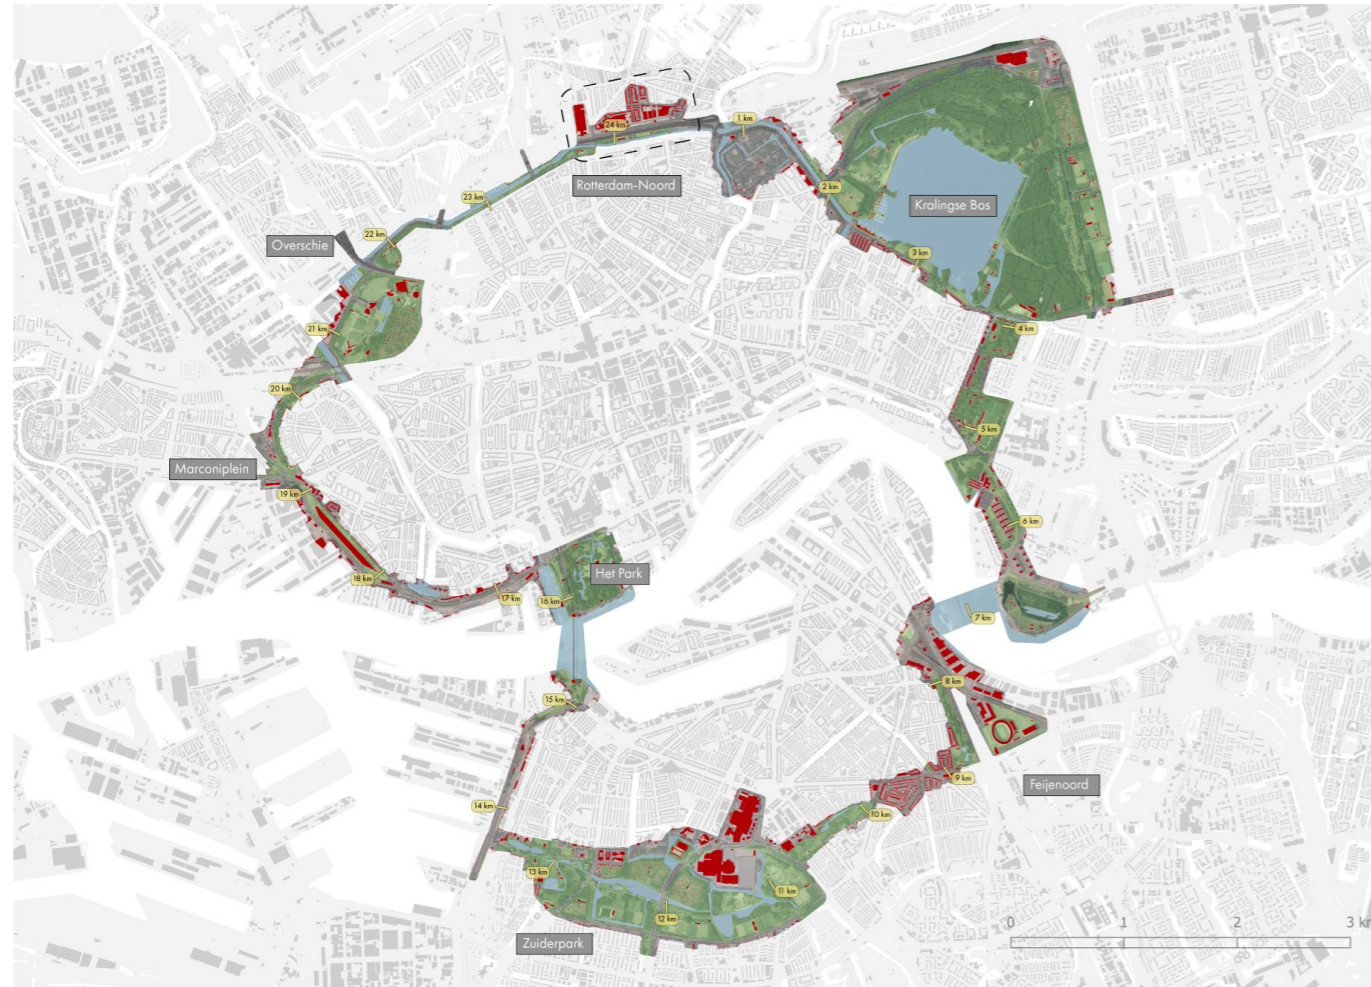 1 km
24 km
Rotterdam-Noord
2 km
23 km
Kralingse Bos
22 km
Overschie
3 km
21 km
4 km
20 km
5 km
Marconiplein
19 km
6 km
18 km
Het Park
17 km
16 km
7 km
8 km
15 km
9 km
Feijenoord
14 km
10 km
13 km
11 km
12 km
0 1 2 3 km
Zuiderpark